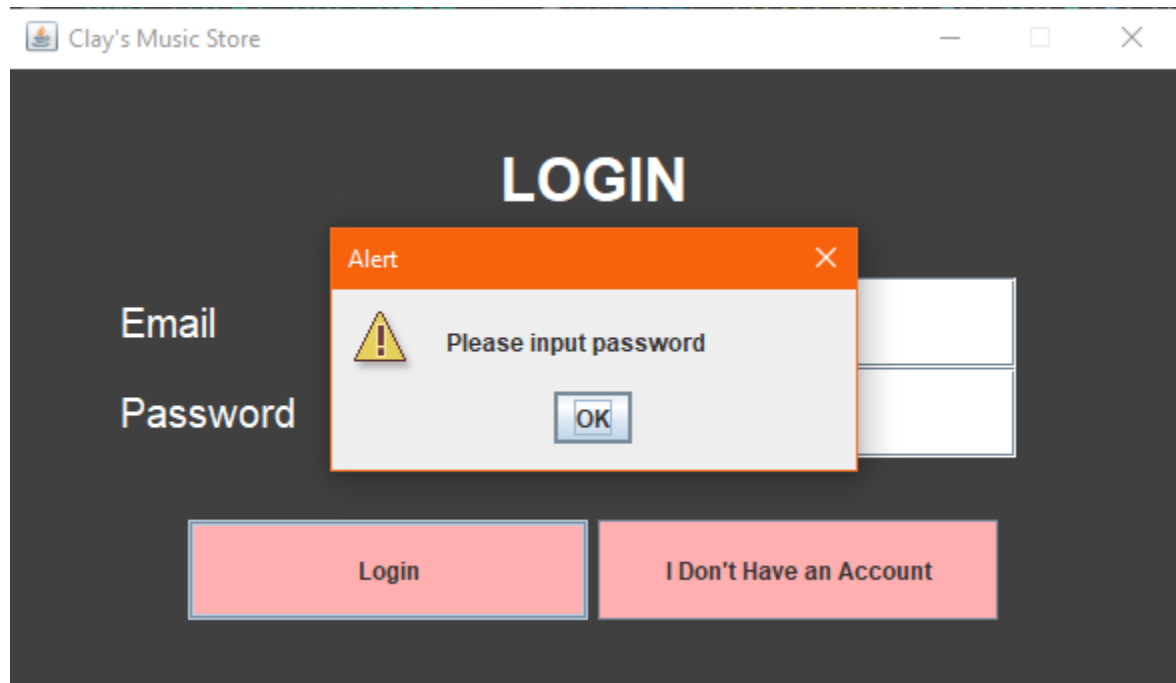 Clay's Music Store
LOGIN
Alert
Email
Please input password
Password
OK
Login
I Don't Have an Account